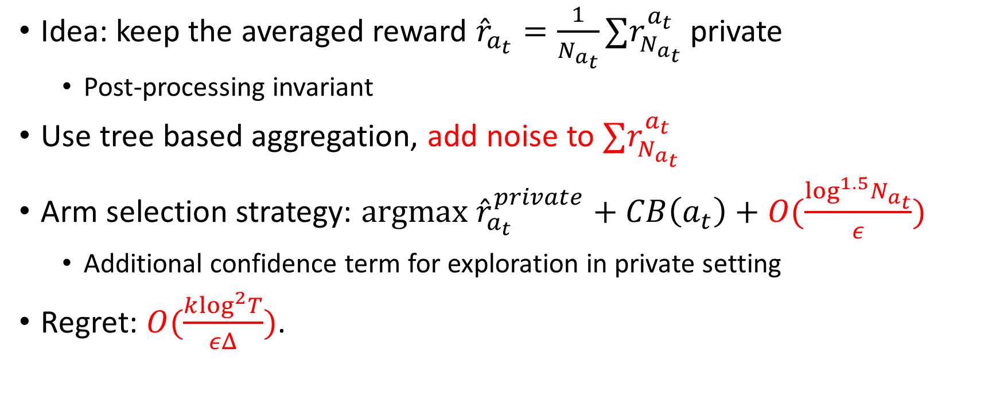 • Idea: keep the averaged reward $\hat{r}_{a_t} = \frac{1}{N_{a_t}} \sum r_{N_{a_t}}^{a_t}$ private
• Post-processing invariant
• Use tree based aggregation, add noise to $\sum r_{N_{a_t}}^{a_t}$
• Arm selection strategy: $\mathrm{argmax}\ \hat{r}_{a_t}^{private} + CB(a_t) + O(\frac{\log^{1.5} N_{a_t}}{\epsilon})$
• Additional confidence term for exploration in private setting
• Regret: $O(\frac{k \log^2 T}{\epsilon \Delta})$.